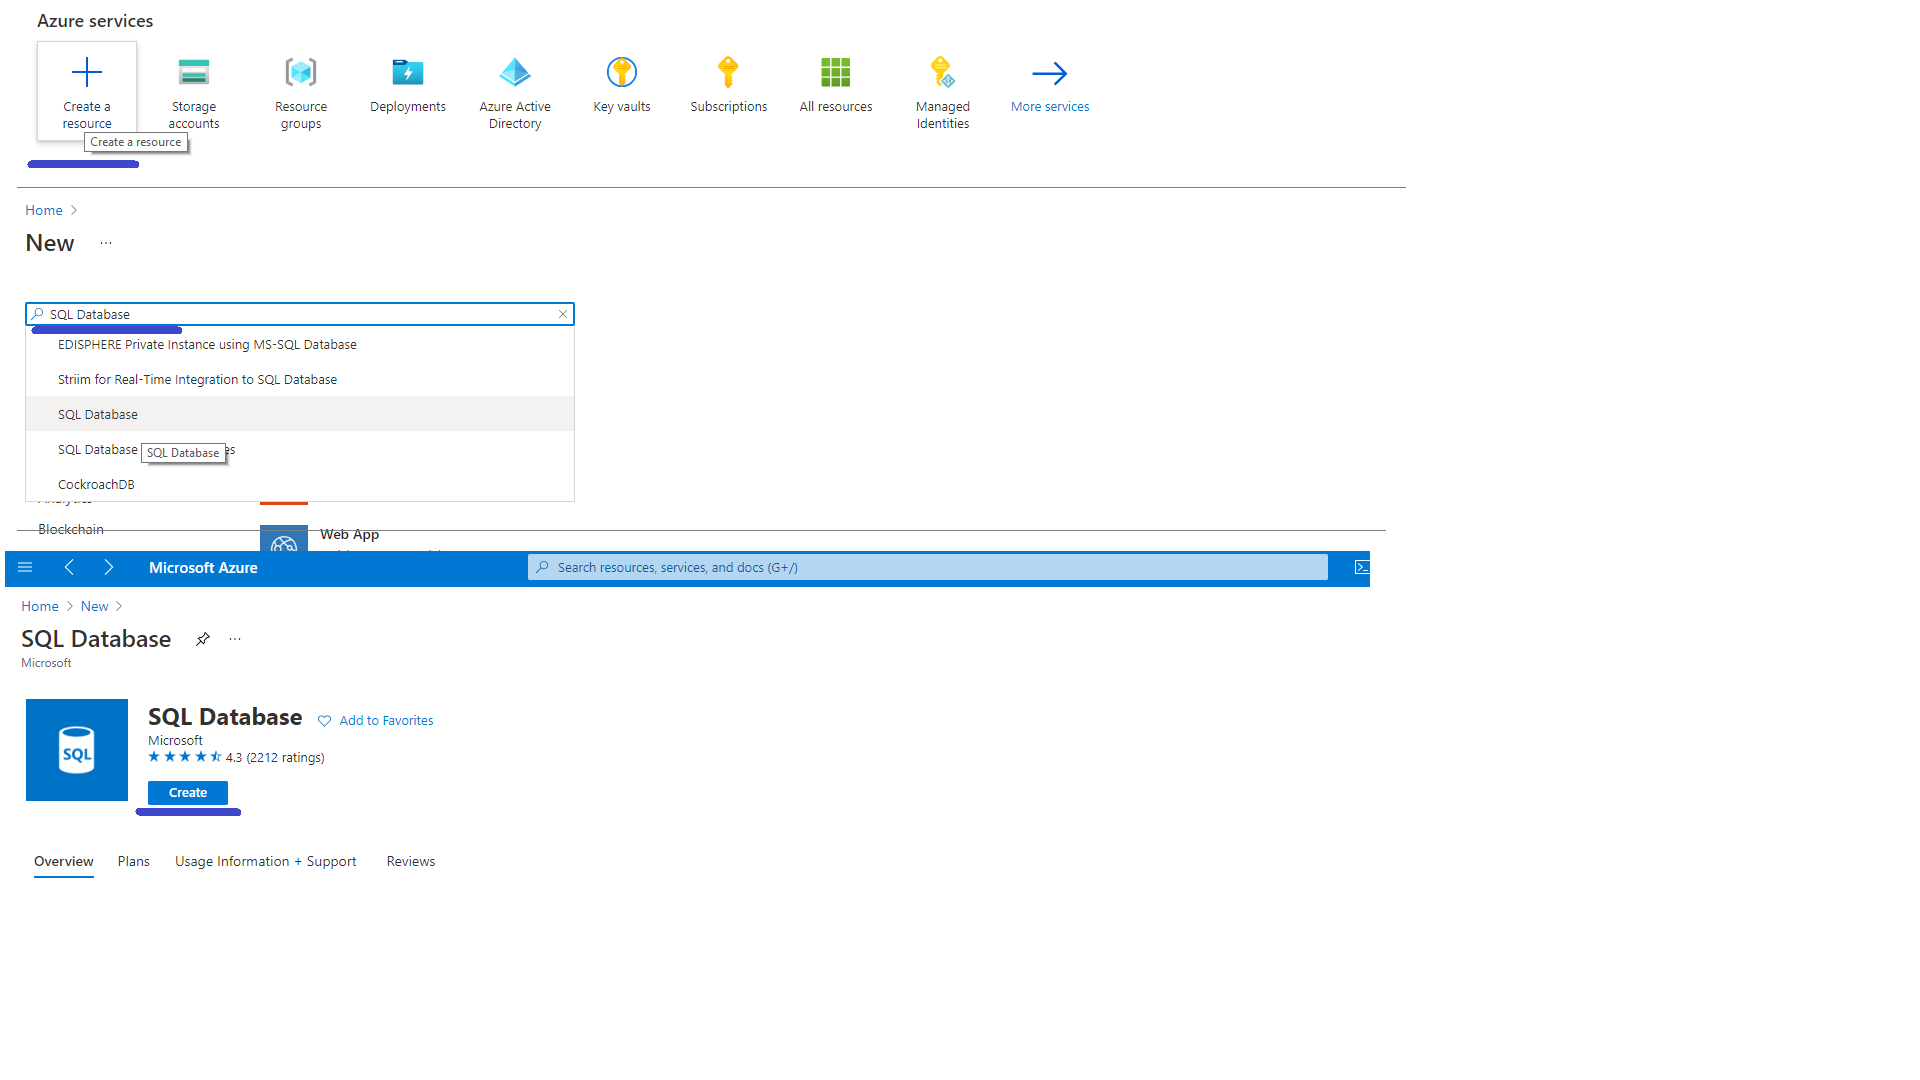 Azure services
Create a resource
Storage accounts
Resource groups
Deployments
Azure Active Directory
Key vaults
Subscriptions
All resources
Managed Identities
More services
Create a resource
Home
New
...
SQL Database
EDISPHERE Private Instance using MS-SQL Database
Striim for Real-Time Integration to SQL Database
SQL Database
SQL Database
SQL Database
CockroachDB
Blockchain
Web App
Microsoft Azure
Search resources, services, and docs (G+/)
Home
New
SQL Database
...
Microsoft
SQL
SQL Database
Add to Favorites
Microsoft
4.3 (2212 ratings)
Create
Overview
Plans
Usage Information + Support
Reviews